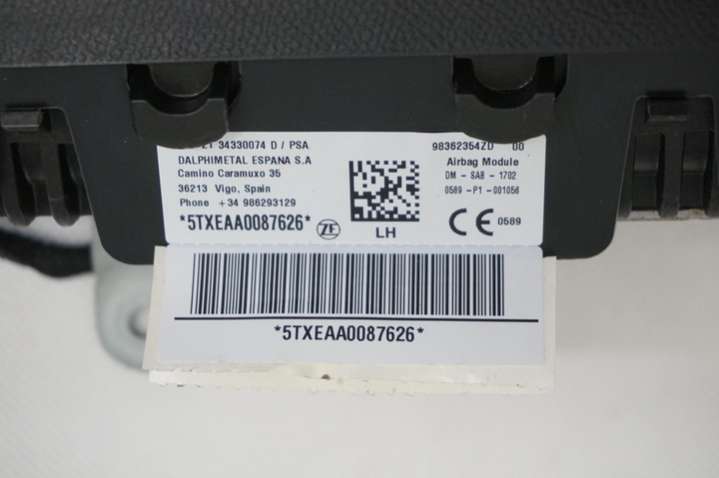 34330074 D / PSA
DALPHIMETAL ESPANA S.A
Camino Caramuxo 35
36213 Vigo, Spain
Phone +34 986293129
*5TXEAA0087626*
ZF
LH
98362354ZD 00
Airbag Module
DM - SAB - 1702
0589 - P1 - 001056
CE 0589
*5TXEAA0087626*